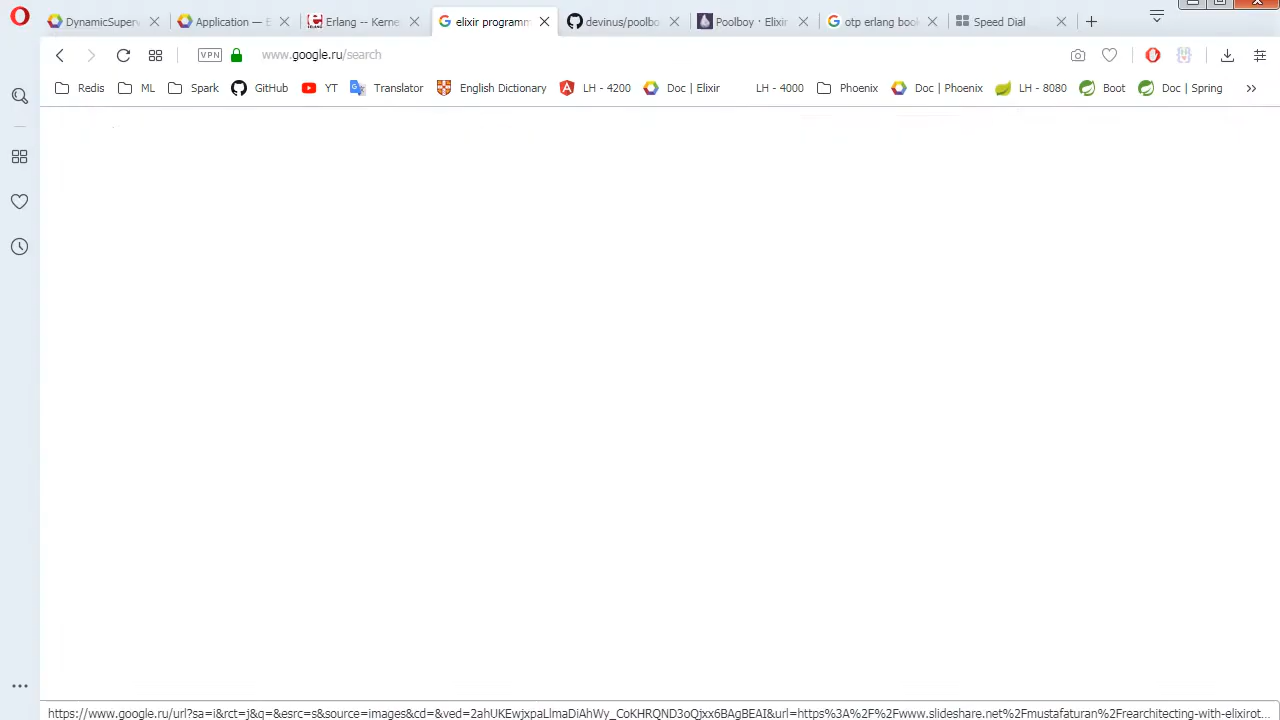 DynamicSuperv Application — E Erlang -- Kerne elixir programm devinus/poolbo Poolboy · Elixir otp erlang book Speed Dial
VPN www.google.ru/search
Redis ML Spark GitHub YT Translator English Dictionary LH - 4200 Doc | Elixir LH - 4000 Phoenix Doc | Phoenix LH - 8080 Boot Doc | Spring
https://www.google.ru/url?sa=i&rct=j&q=&esrc=s&source=images&cd=&ved=2ahUKEwjxpaLlmaDiAhWy_CoKHRQND3oQjxx6BAgBEAI&url=https%3A%2F%2Fwww.slideshare.net%2Fmustafaturan%2Frearchitecting-with-elixirot...